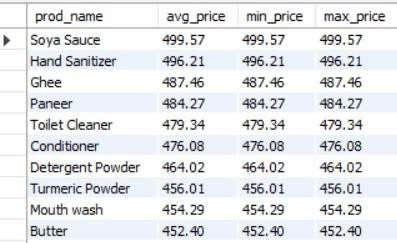 prod_name avg_price min_price max_price
Soya Sauce 499.57 499.57 499.57
Hand Sanitizer 496.21 496.21 496.21
Ghee 487.46 487.46 487.46
Paneer 484.27 484.27 484.27
Toilet Cleaner 479.34 479.34 479.34
Conditioner 476.08 476.08 476.08
Detergent Powder 464.02 464.02 464.02
Turmeric Powder 456.01 456.01 456.01
Mouth wash 454.29 454.29 454.29
Butter 452.40 452.40 452.40